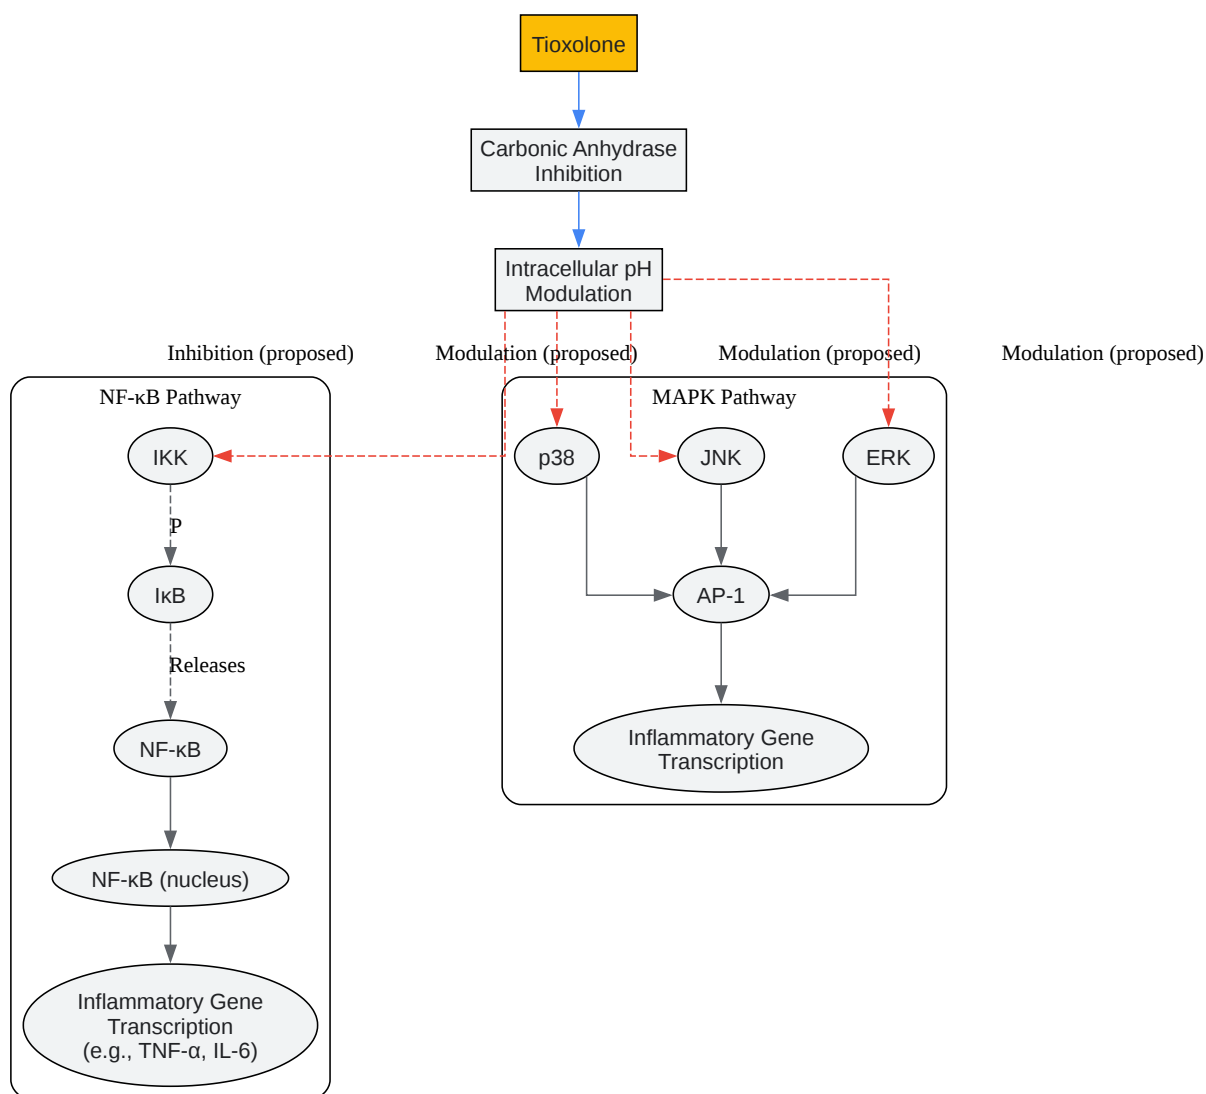 Tioxolone
Carbonic Anhydrase
Inhibition
Intracellular pH
Modulation
Inhibition (proposed)
Modulation (proposed)
Modulation (proposed)
Modulation (proposed)
NF-κB Pathway
IKK
P
IκB
Releases
NF-κB
NF-κB (nucleus)
Inflammatory Gene
Transcription
(e.g., TNF-α, IL-6)
MAPK Pathway
p38
JNK
ERK
AP-1
Inflammatory Gene
Transcription